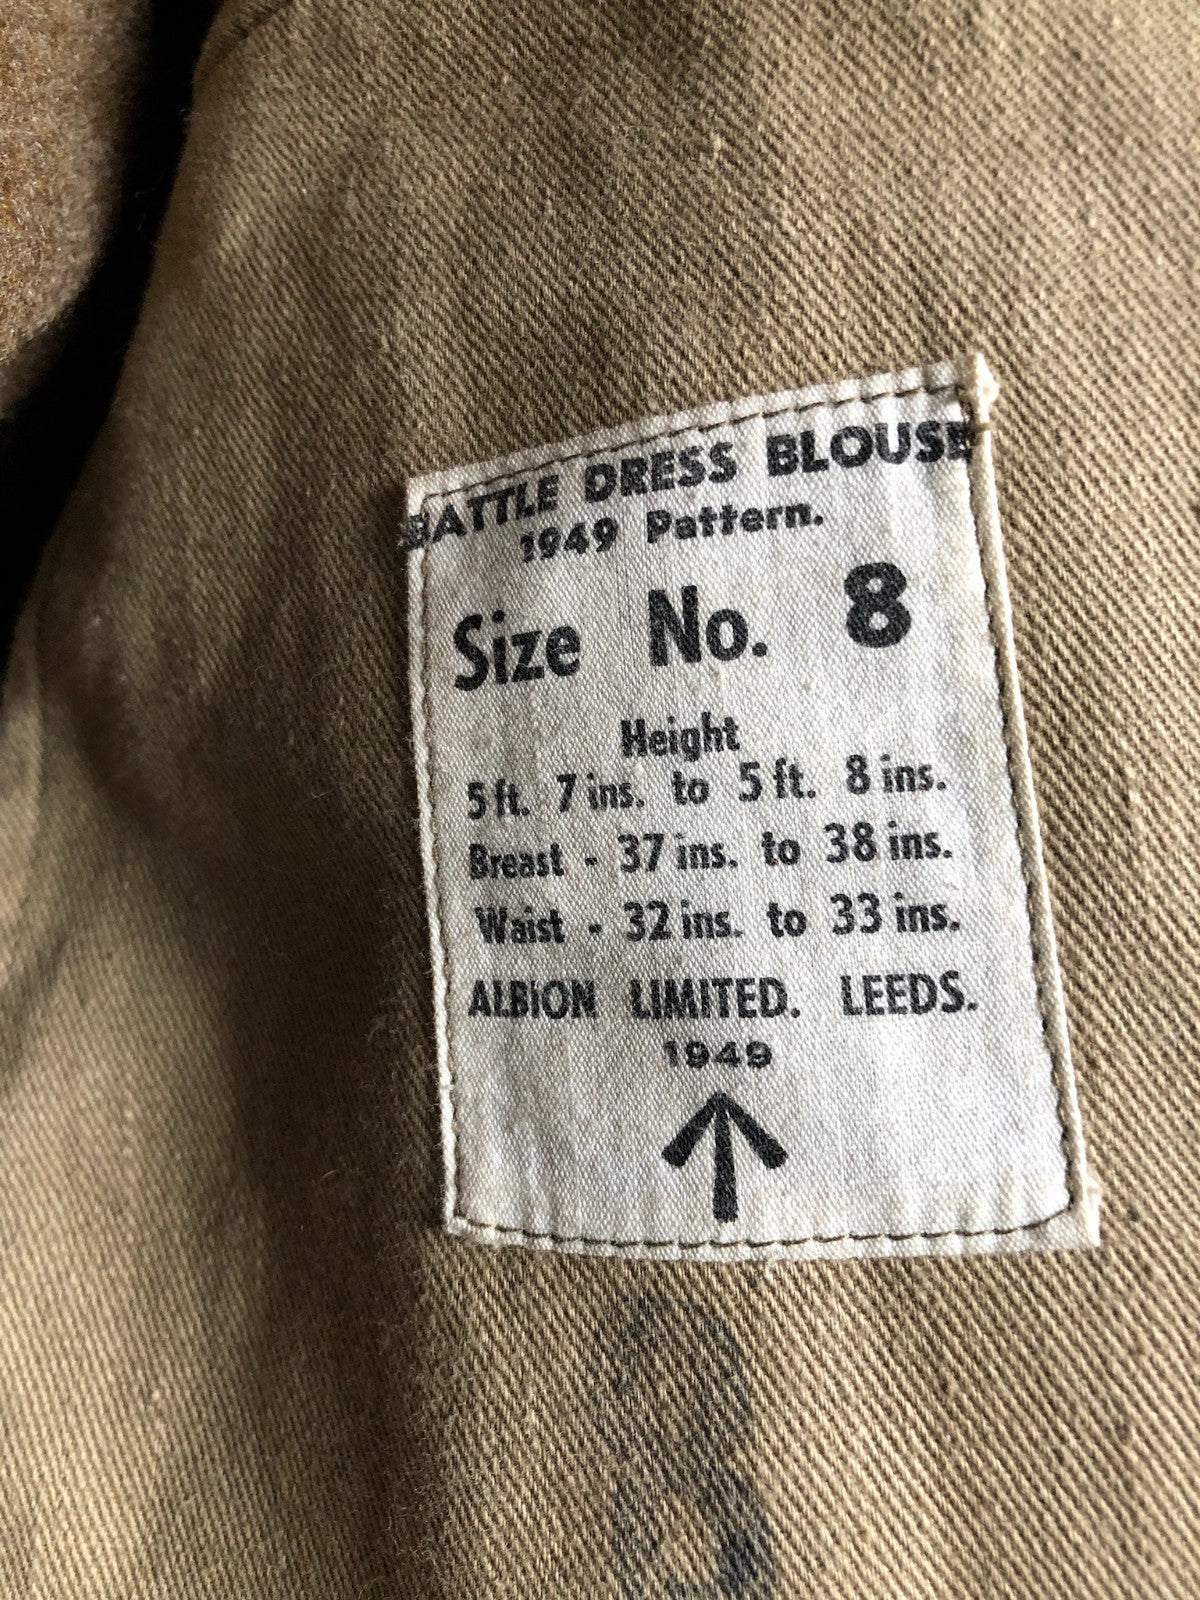 BATTLE DRESS BLOUSE
1949 Pattern.
Size No. 8
Height
5 ft. 7 ins. to 5 ft. 8 ins.
Breast - 37 ins. to 38 ins.
Waist - 32 ins. to 33 ins.
ALBION LIMITED. LEEDS.
1949